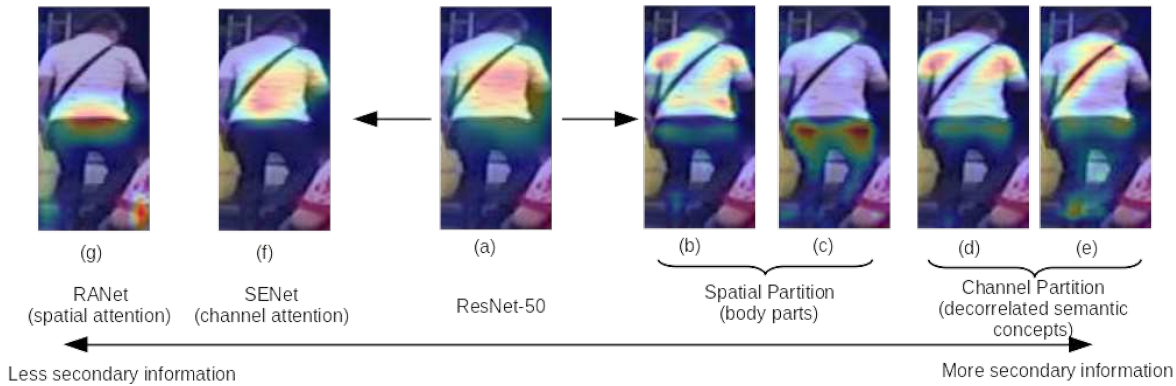 (g)
(f)
(a)
(b)
(c)
(d)
(e)
RANet
(spatial attention)
SENet
(channel attention)
ResNet-50
Spatial Partition
(body parts)
Channel Partition
(decorrelated semantic
concepts)
Less secondary information
More secondary information